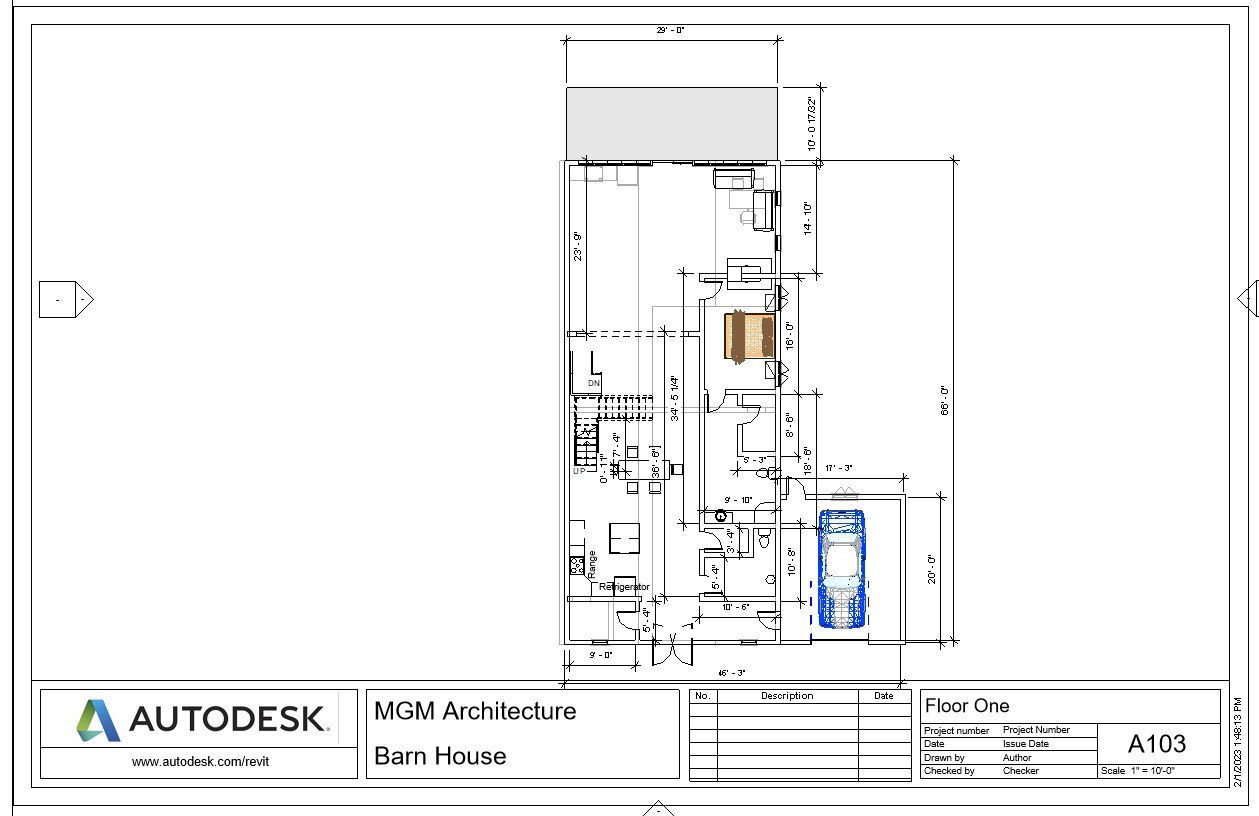 29' - 0"
10' - 0 17/32"
14' - 10"
23' - 9"
16' - 0"
34' - 5 1/4"
DN
66' - 0"
8' - 6"
7' - 4"
0' - 11"
36' - 6"
UP
18' - 6"
17' - 3"
9' - 10"
3' - 4"
10' - 8"
20' - 0"
Range
5' - 4"
Refrigerator
10' - 6"
5' - 4"
9' - 0"
46' - 3"
AUTODESK.
www.autodesk.com/revit
MGM Architecture
Barn House
No. Description Date
Floor One
Project number Project Number
Date Issue Date
Drawn by Author
Checked by Checker
A103
Scale 1" = 10'-0"
2/1/2023 1:48:13 PM